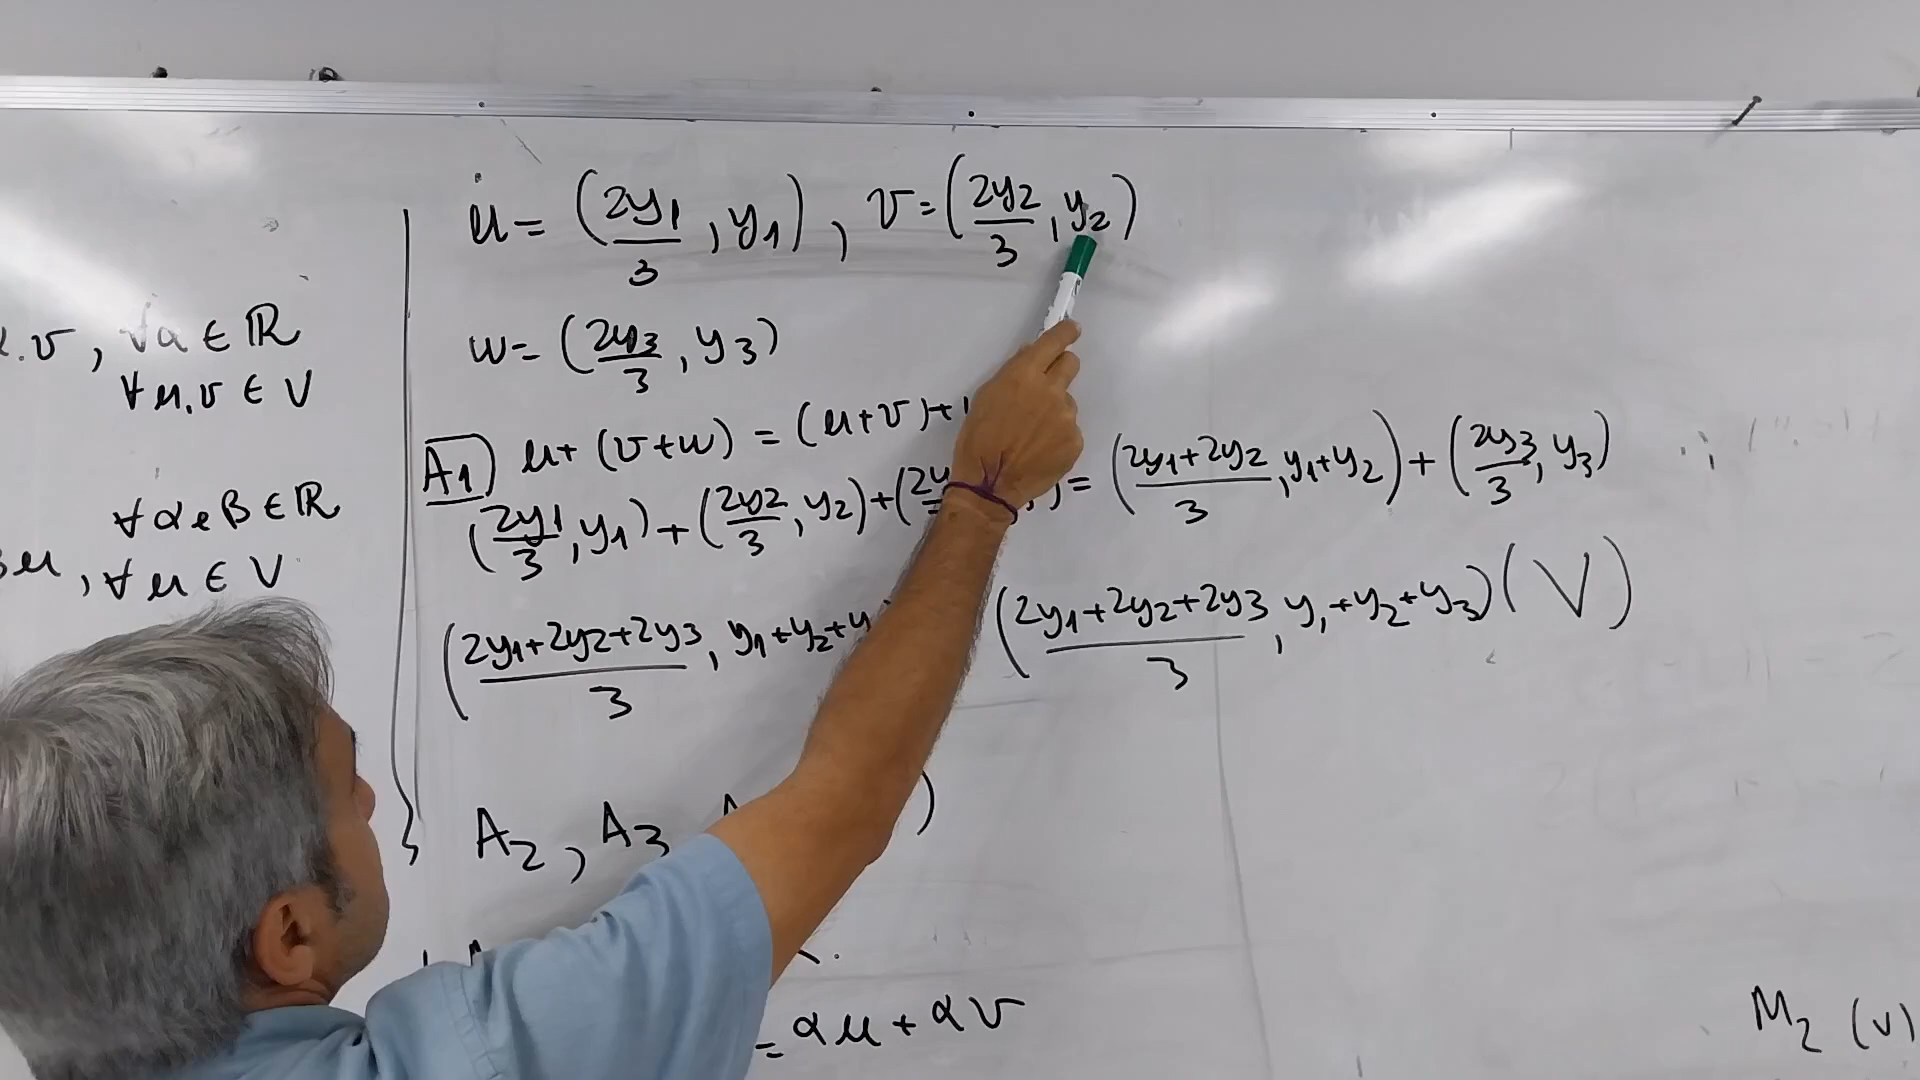 α.v, ∀α ∈ ℝ
∀ u, v ∈ V
∀ α e β ∈ ℝ
βu, ∀ u ∈ V
u = (2y1/3, y1), v = (2y2/3, y2)
w = (2y3/3, y3)
A1) u + (v + w) = (u + v) +
(2y1/3, y1) + (2y2/3, y2) + (2y = ((2y1+2y2)/3, y1+y2) + (2y3/3, y3)
((2y1+2y2+2y3)/3, y1+y2+y ((2y1+2y2+2y3)/3, y1+y2+y3) (V)
A2, A3 )
= αu + αv
M2 (V)